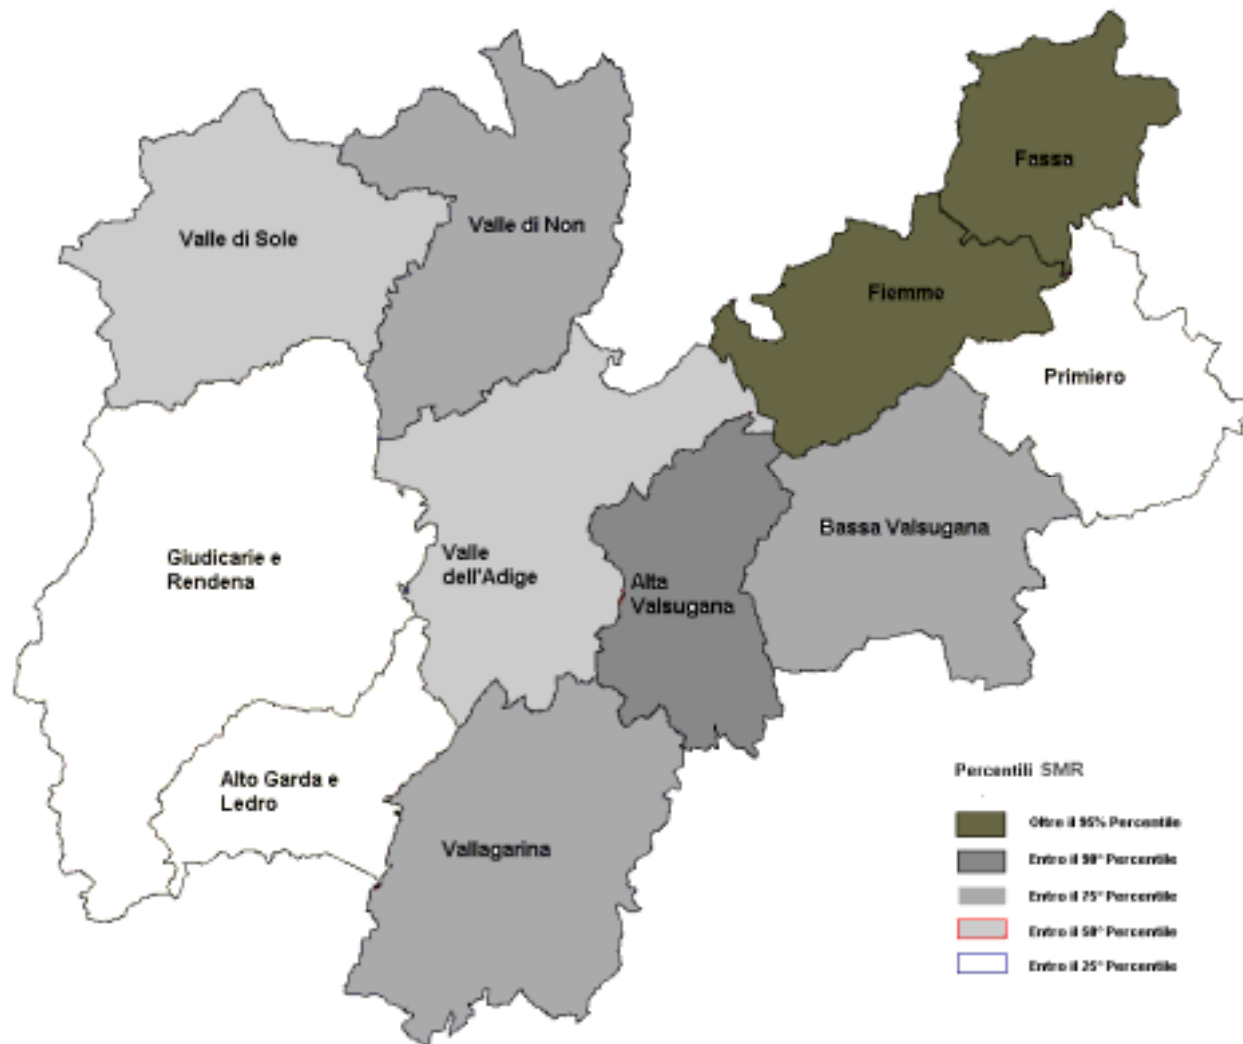 Fassa
Valle di Non
Valle di Sole
Fiemme
Primiero
Bassa Valsugana
Giudicarie e
Rendena
Valle
dell'Adige
Alta
Valsugana
Alto Garda e
Ledro
Vallagarina
Percentili SMR
Oltre il 95% Percentile
Entro il 90° Percentile
Entro il 75° Percentile
Entro il 50° Percentile
Entro il 25° Percentile